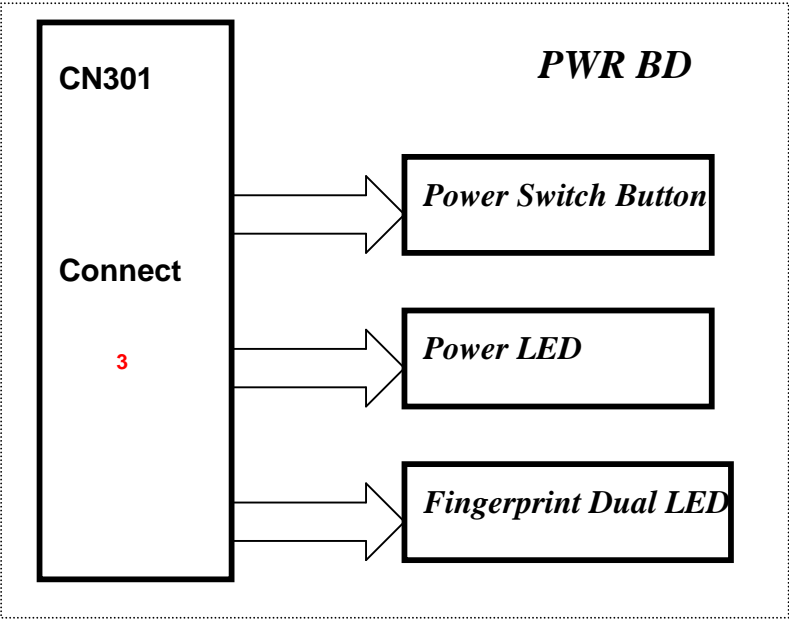 CN301
PWR BD
Power Switch Button
Connect
3
Power LED
Fingerprint Dual LED